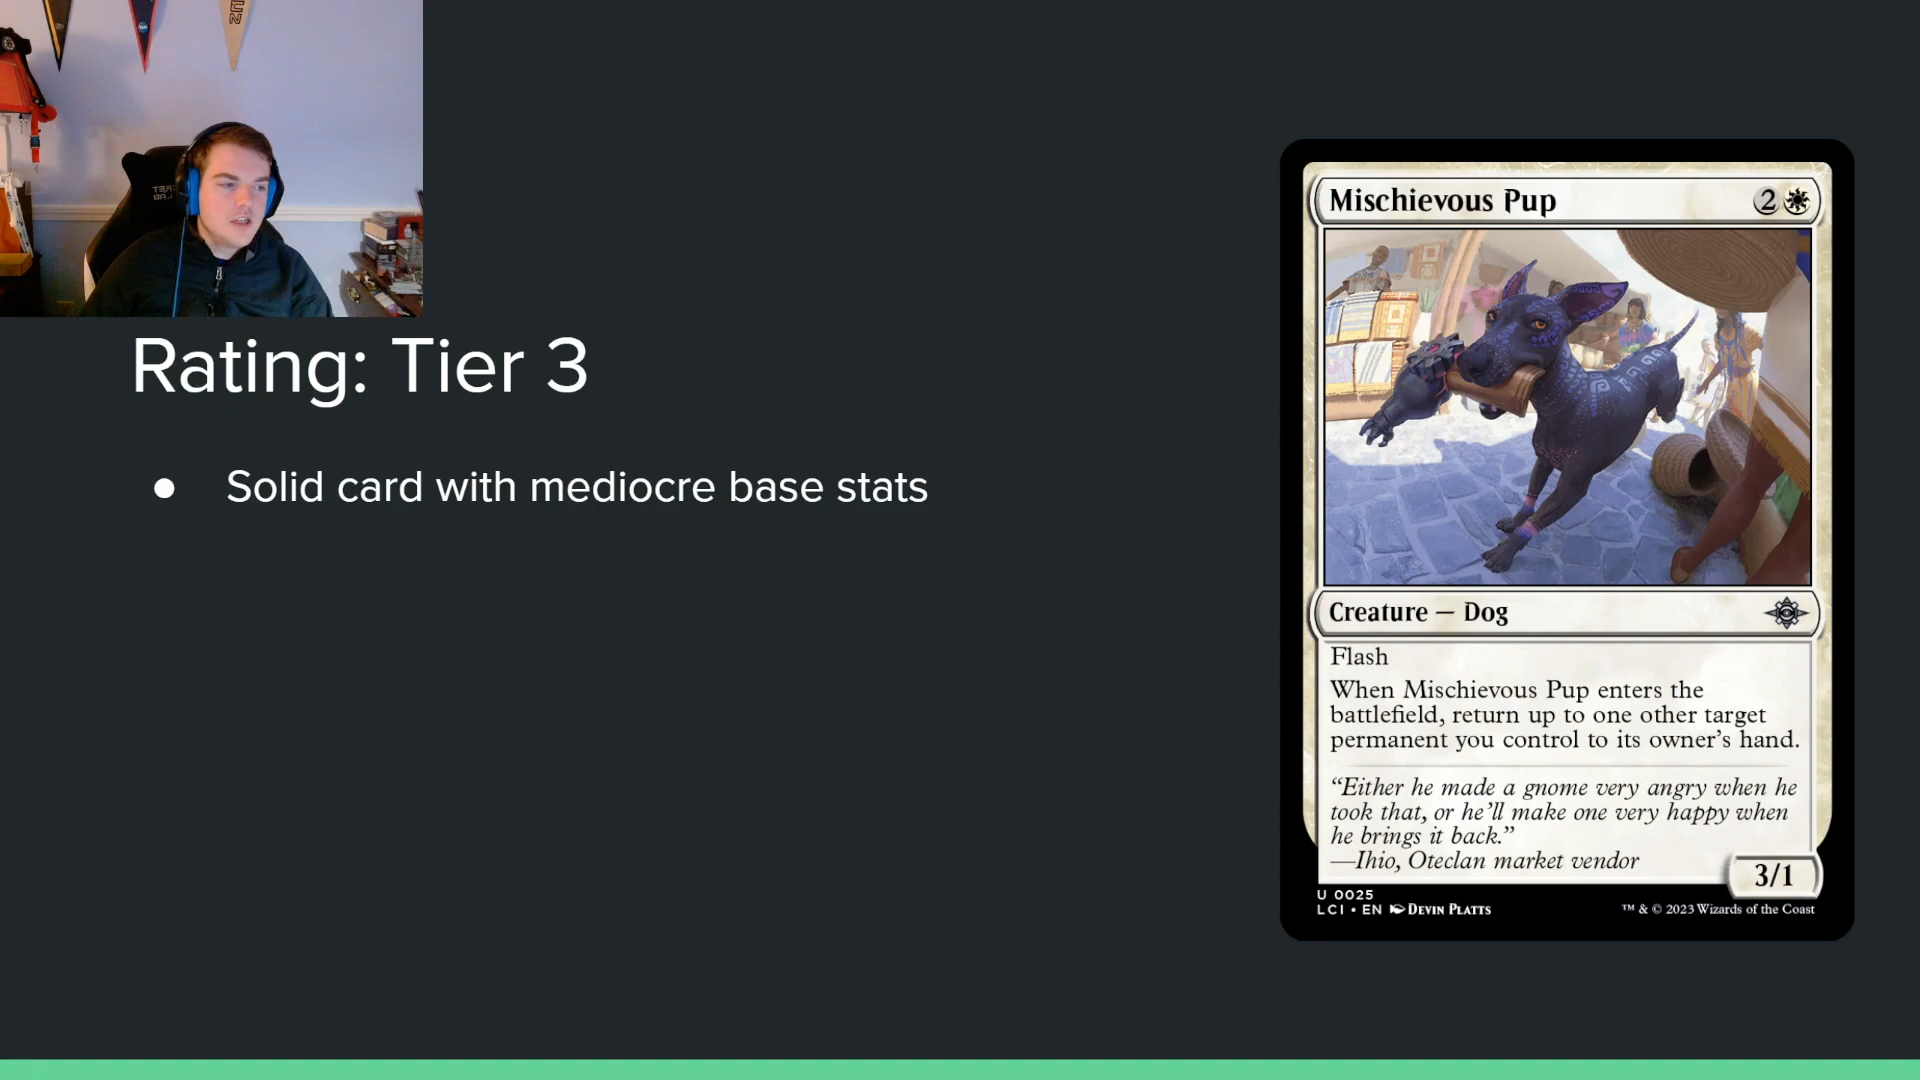 Rating: Tier 3
● Solid card with mediocre base stats
Mischievous Pup 2
Creature — Dog
Flash
When Mischievous Pup enters the
battlefield, return up to one other target
permanent you control to its owner's hand.
“Either he made a gnome very angry when he
took that, or he'll make one very happy when
he brings it back.”
—Ihio, Oteclan market vendor
3/1
U 0025
LCI • EN DEVIN PLATTS
™ & © 2023 Wizards of the Coast